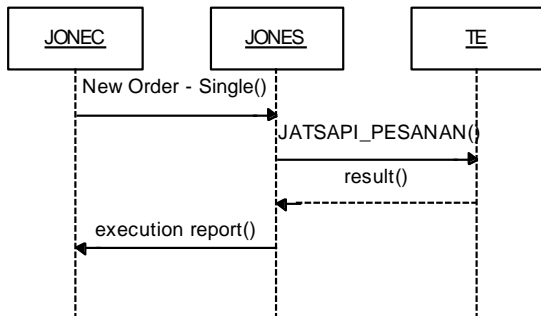 JONEC
JONES
TE
New Order - Single()
JATSAPI_PESANAN()
result()
execution report()